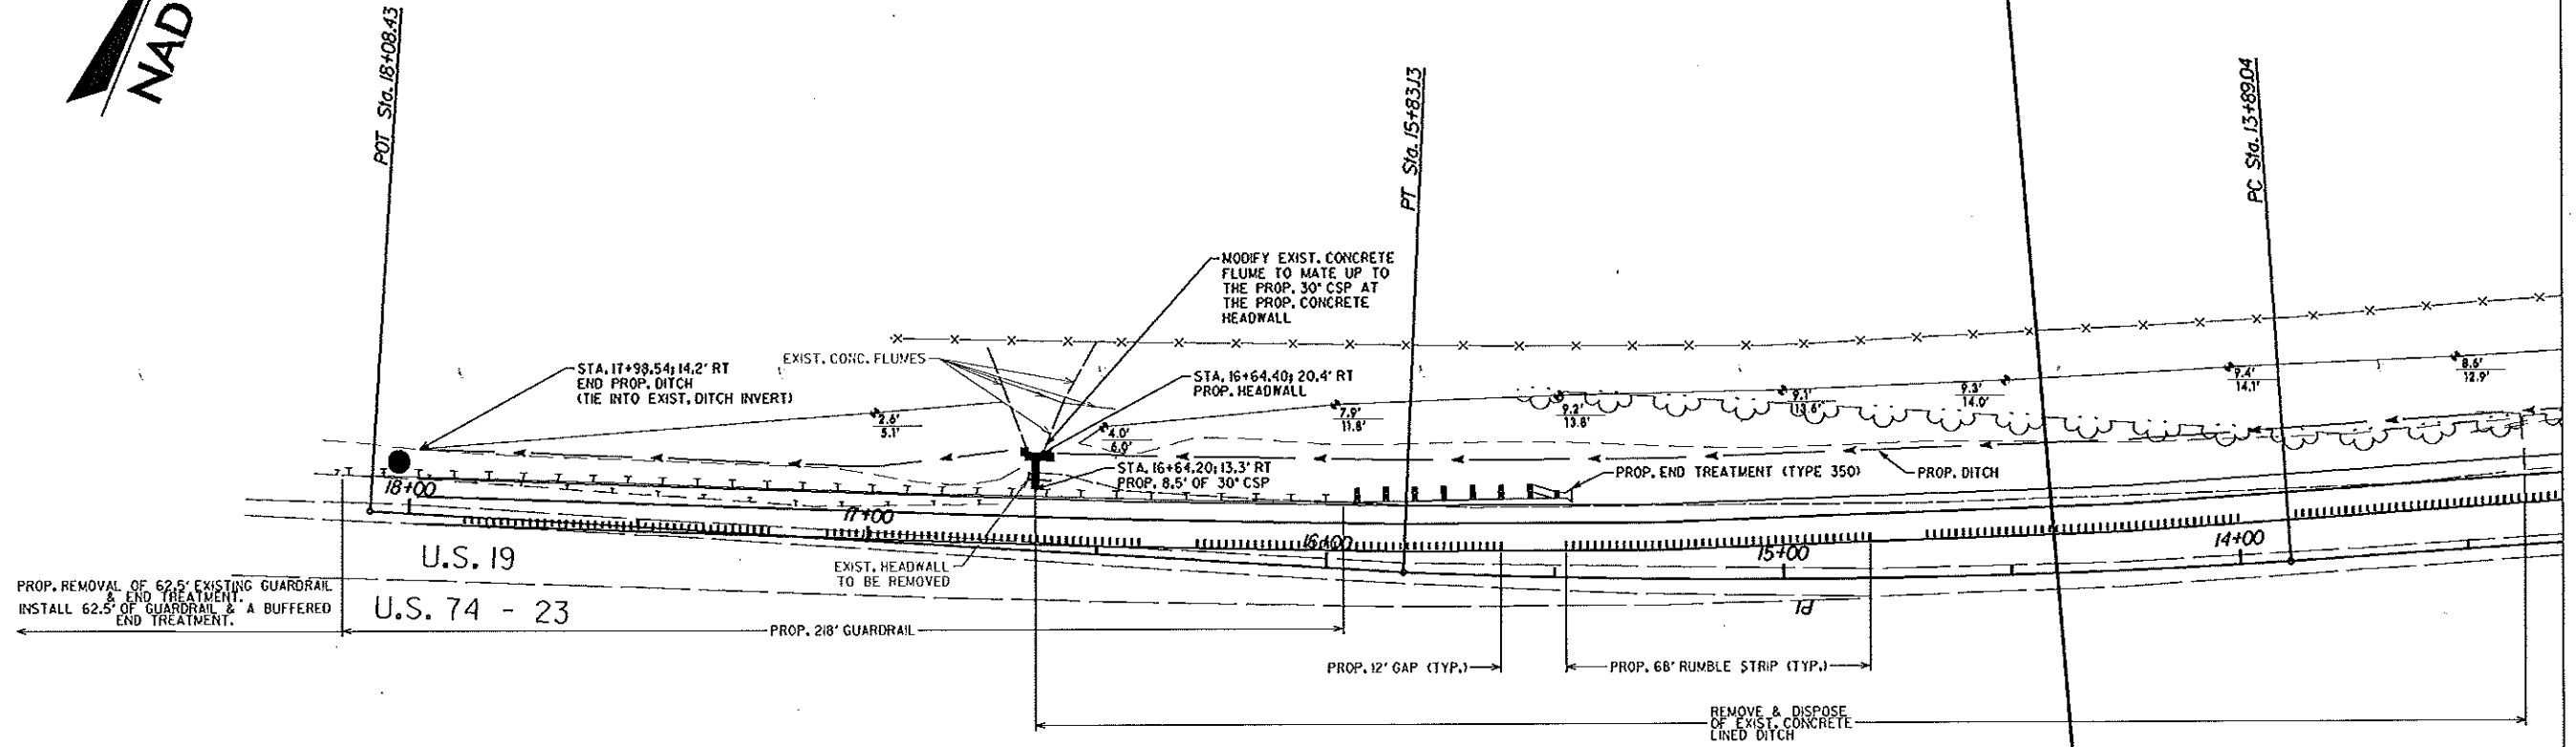 NAD
POT Sta. 18+08.43
PT Sta. 15+83.13
PC Sta. 13+89.04
MODIFY EXIST. CONCRETE
FLUME TO MATE UP TO
THE PROP. 30" CSP AT
THE PROP. CONCRETE
HEADWALL
STA. 17+98.54; 14.2' RT
END PROP. DITCH
(TIE INTO EXIST. DITCH INVERT)
EXIST. CONC. FLUMES
STA. 16+64.40; 20.4' RT
PROP. HEADWALL
2.6'
5.1'
4.0'
6.0'
7.9'
11.8'
9.2'
13.8'
9.1'
13.6'
9.3'
14.0'
9.4'
14.1'
8.6'
12.9'
STA. 16+64.20; 13.3' RT
PROP. 8.5' OF 30" CSP
PROP. END TREATMENT (TYPE 350)
PROP. DITCH
18+00
17+00
16+00
15+00
14+00
U.S. 19
EXIST. HEADWALL
TO BE REMOVED
PROP. REMOVAL OF 62.5' EXISTING GUARDRAIL
& END TREATMENT.
INSTALL 62.5' OF GUARDRAIL & A BUFFERED
END TREATMENT.
U.S. 74 - 23
PI
PROP. 218' GUARDRAIL
PROP. 12' GAP (TYP.)
PROP. 68' RUMBLE STRIP (TYP.)
REMOVE & DISPOSE
OF EXIST. CONCRETE
LINED DITCH